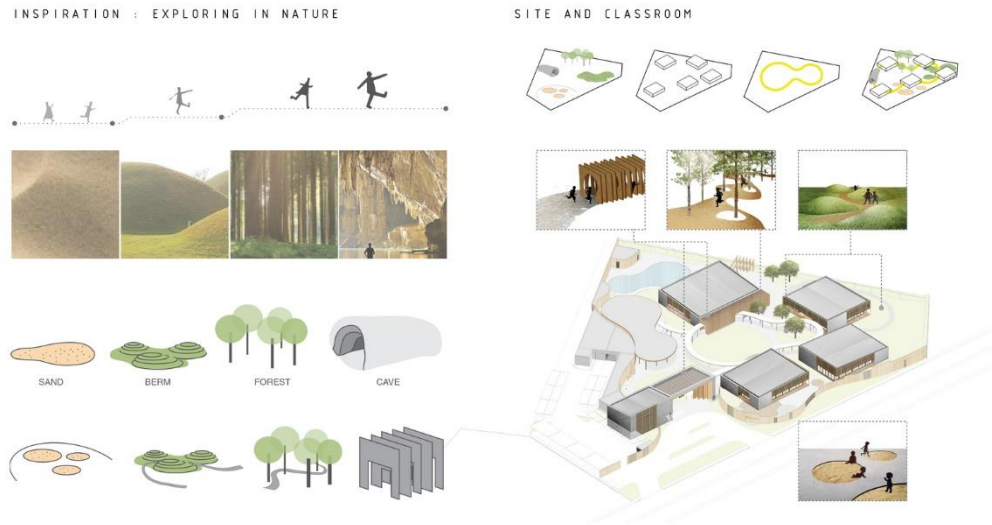 INSPIRATION : EXPLORING IN NATURE
SITE AND CLASSROOM
SAND
BERM
FOREST
CAVE